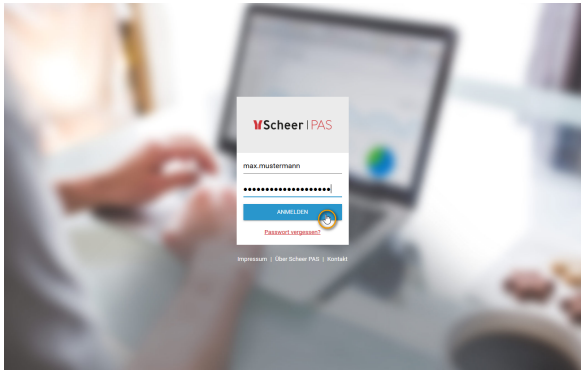 Scheer | PAS
max.mustermann
••••••••••••••••••••
ANMELDEN
Passwort vergessen?
Impressum | Über Scheer PAS | Kontakt